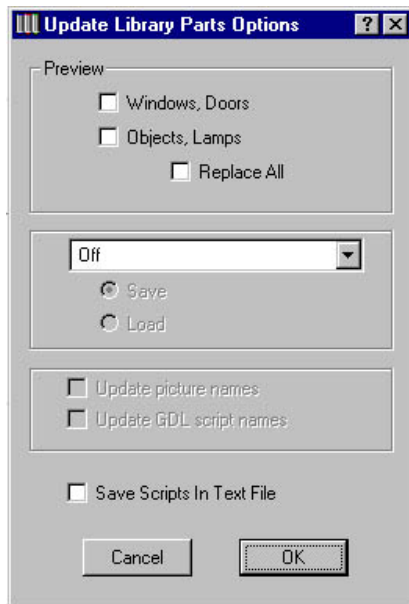 Update Library Parts Options
Preview
Windows, Doors
Objects, Lamps
Replace All
Off
Save
Load
Update picture names
Update GDL script names
Save Scripts In Text File
Cancel
OK